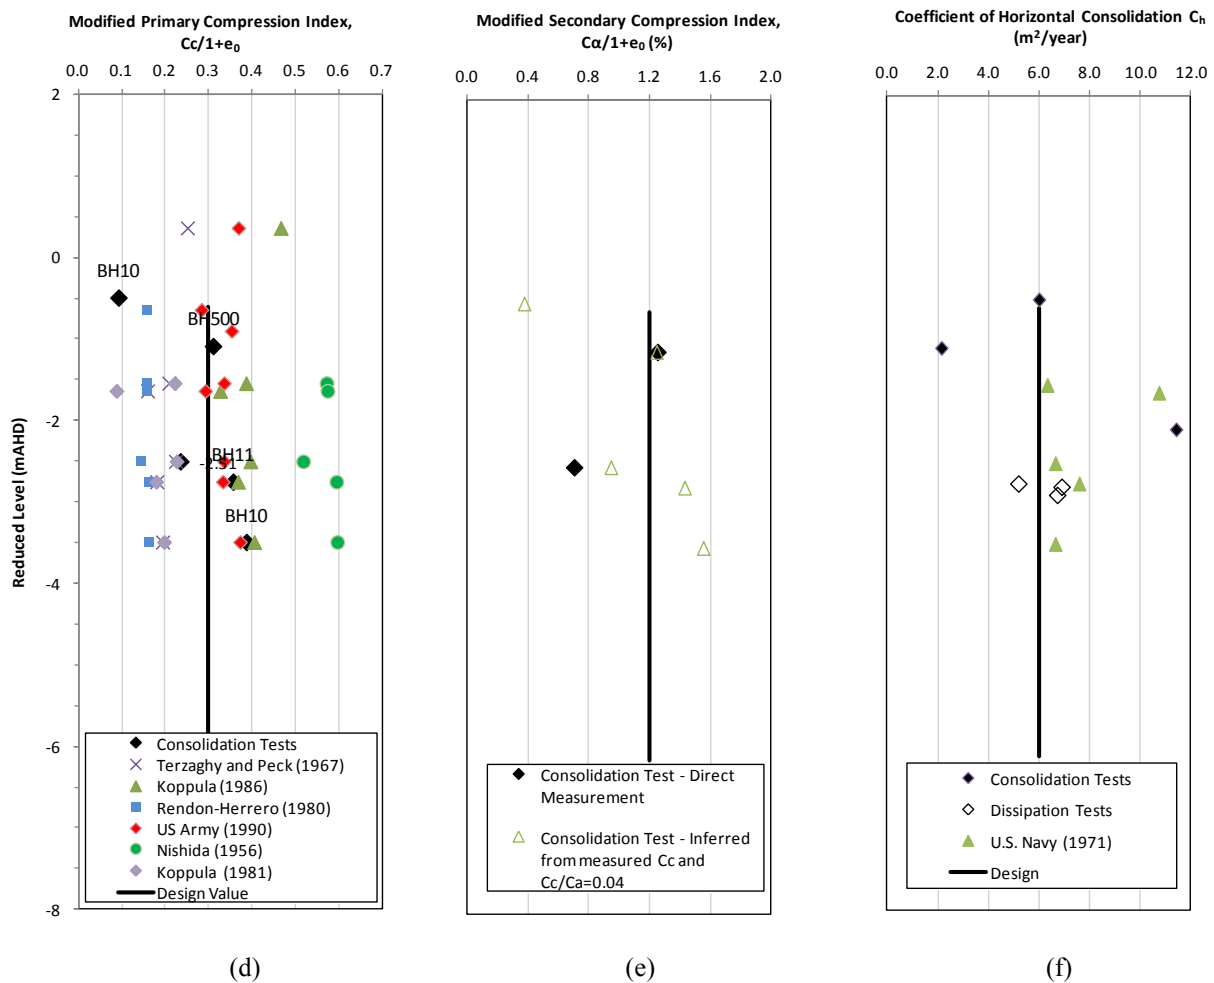 Modified Primary Compression Index,
Cc/1+e₀
0.0 0.1 0.2 0.3 0.4 0.5 0.6 0.7
2
0
-2
-4
-6
-8
Reduced Level (mAHD)
BH10
BH500
BH11
-2.51
BH10
Consolidation Tests
Terzaghy and Peck (1967)
Koppula (1986)
Rendon-Herrero (1980)
US Army (1990)
Nishida (1956)
Koppula (1981)
Design Value
(d)
Modified Secondary Compression Index,
Cα/1+e₀ (%)
0.0 0.4 0.8 1.2 1.6 2.0
Consolidation Test - Direct
Measurement
Consolidation Test - Inferred
from measured Cc and
Cc/Ca=0.04
(e)
Coefficient of Horizontal Consolidation Cₕ
(m²/year)
0.0 2.0 4.0 6.0 8.0 10.0 12.0
Consolidation Tests
Dissipation Tests
U.S. Navy (1971)
Design
(f)